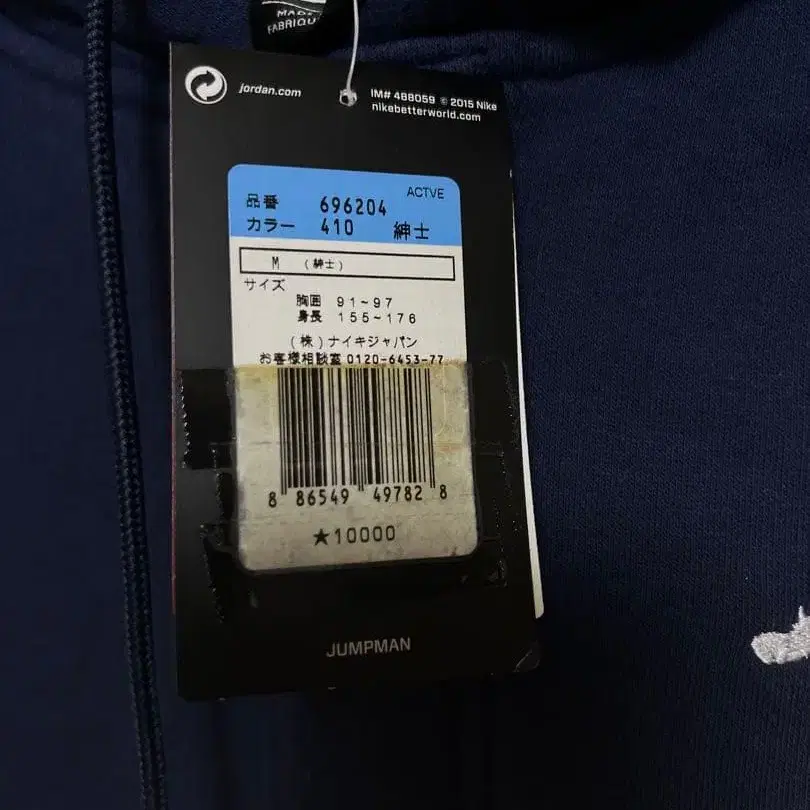 MADE
FABRIQU
jordan.com
IM# 488059 © 2015 Nike
nikebetterworld.com
ACTVE
品番 696204
カラー 410 紳士
M (紳士)
サイズ
胸囲 91~97
身長 155~176
(株)ナイキジャパン
お客様相談室 0120-6453-77
8 86549 49782 8
★10000
JUMPMAN